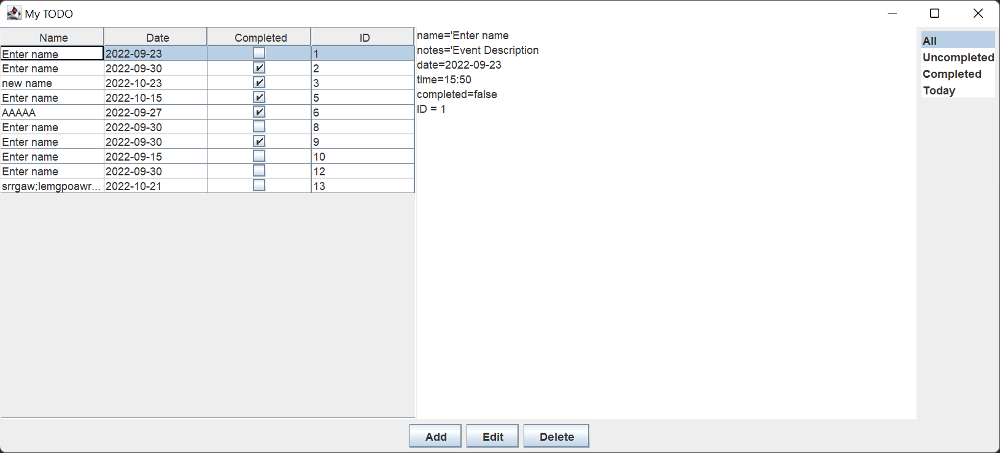 My TODO
Name Date Completed ID
Enter name 2022-09-23 1
Enter name 2022-09-30 2
new name 2022-10-23 3
Enter name 2022-10-15 5
AAAAA 2022-09-27 6
Enter name 2022-09-30 8
Enter name 2022-09-30 9
Enter name 2022-09-15 10
Enter name 2022-09-30 12
srrgaw;lemgpoawr... 2022-10-21 13
name='Enter name
notes='Event Description
date=2022-09-23
time=15:50
completed=false
ID = 1
All
Uncompleted
Completed
Today
Add Edit Delete